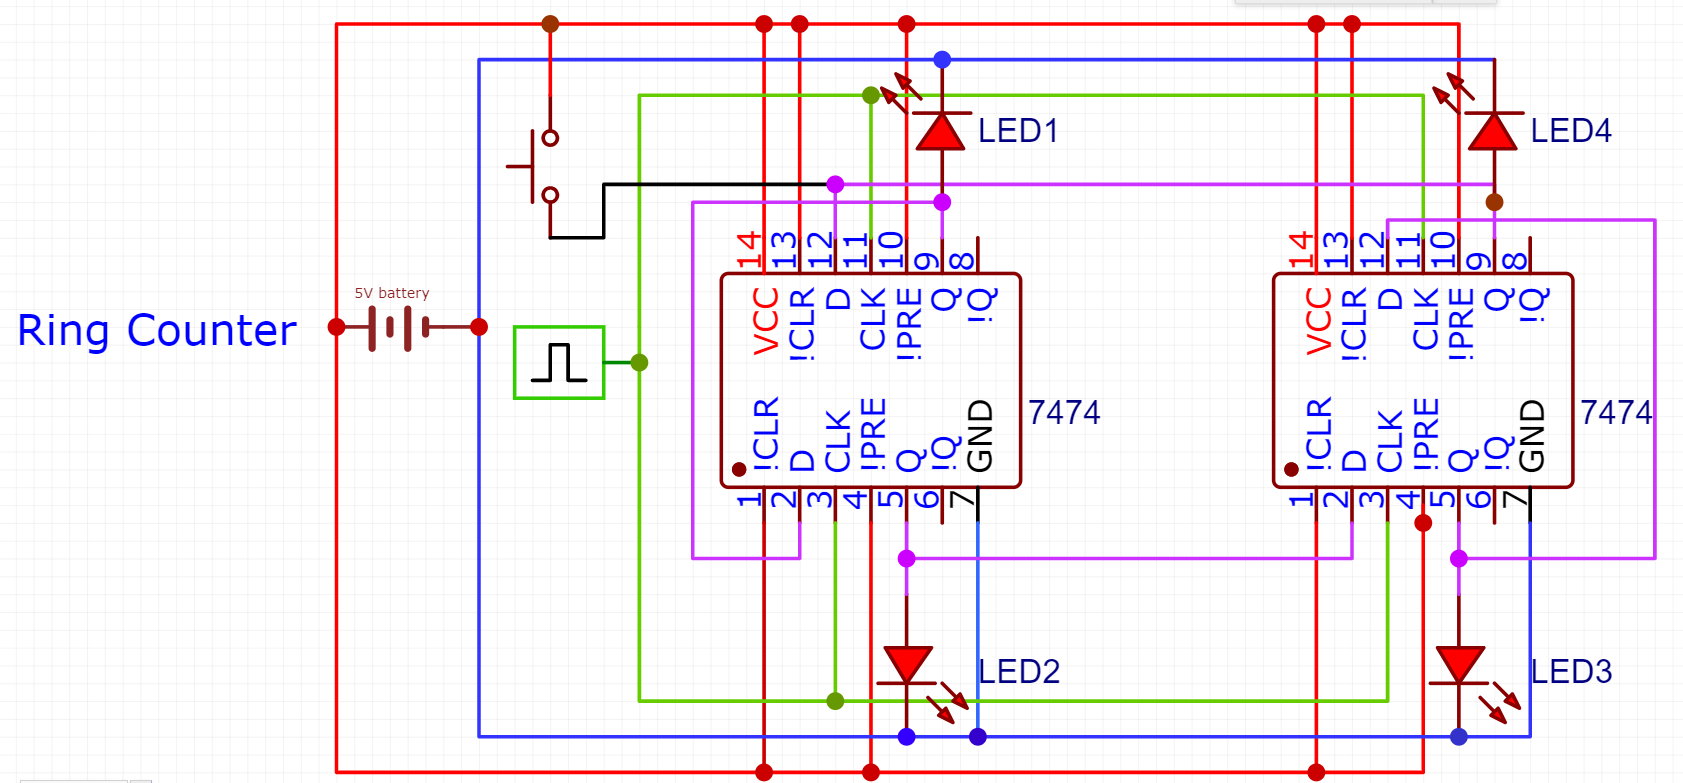 Ring Counter
5V battery
LED1
LED4
14 13 12 11 10 9 8
VCC !CLR D CLK !PRE Q !Q
!CLR D CLK !PRE Q !Q GND
1 2 3 4 5 6 7
7474
14 13 12 11 10 9 8
VCC !CLR D CLK !PRE Q !Q
!CLR D CLK !PRE Q !Q GND
1 2 3 4 5 6 7
7474
LED2
LED3